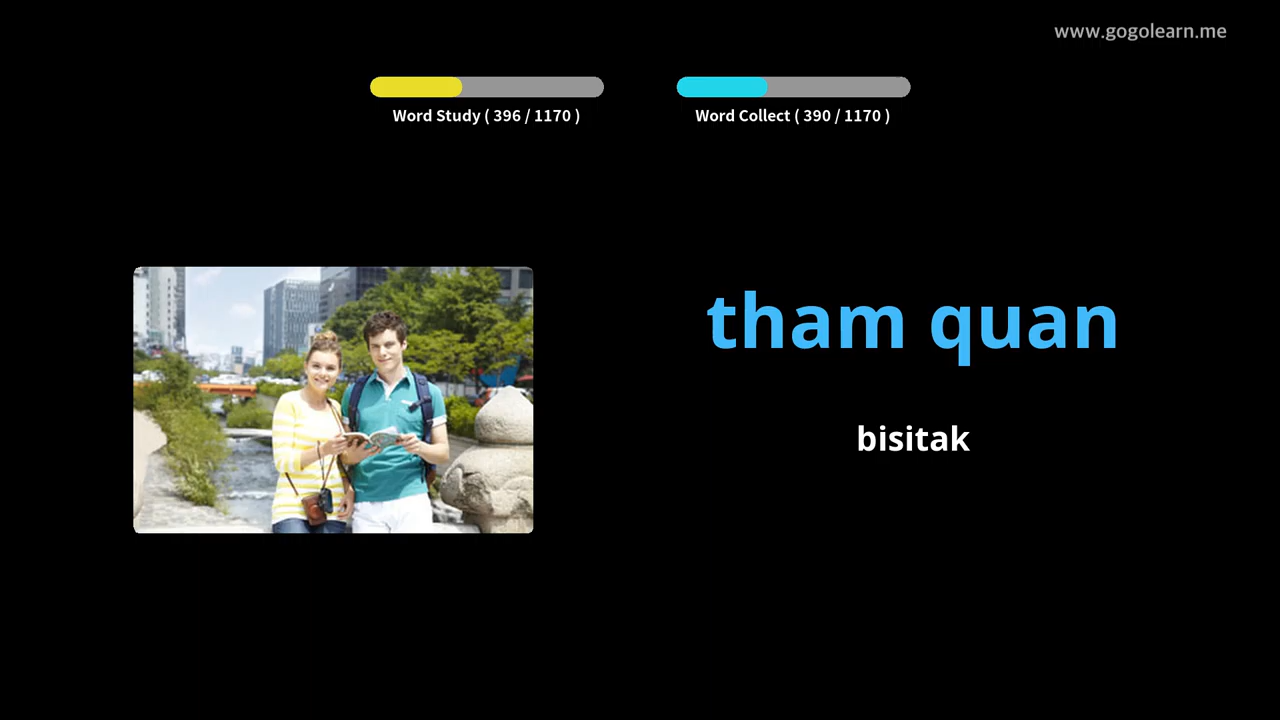 www.gogolearn.me
Word Study ( 396 / 1170 )
Word Collect ( 390 / 1170 )
tham quan
bisitak